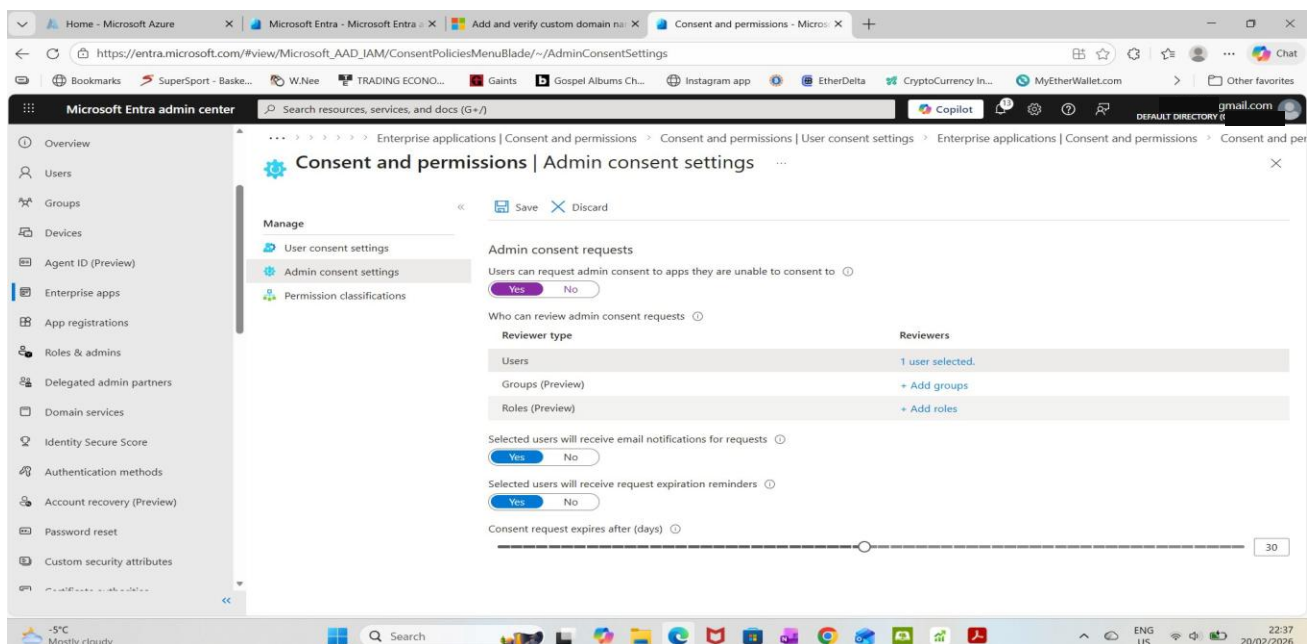 Home - Microsoft Azure
Microsoft Entra - Microsoft Entra a
Add and verify custom domain na
Consent and permissions - Micros
https://entra.microsoft.com/#view/Microsoft_AAD_IAM/ConsentPoliciesMenuBlade/~/AdminConsentSettings
Chat
Bookmarks SuperSport - Baske... W.Nee TRADING ECONO... Gaints Gospel Albums Ch... Instagram app EtherDelta CryptoCurrency In... MyEtherWallet.com Other favorites
Microsoft Entra admin center
Search resources, services, and docs (G+/)
Copilot
gmail.com
DEFAULT DIRECTORY
... > > > > > > Enterprise applications | Consent and permissions > Consent and permissions | User consent settings > Enterprise applications | Consent and permissions > Consent and per
Consent and permissions | Admin consent settings ...
Overview
Users
Groups
Devices
Agent ID (Preview)
Enterprise apps
App registrations
Roles & admins
Delegated admin partners
Domain services
Identity Secure Score
Authentication methods
Account recovery (Preview)
Password reset
Custom security attributes
Manage
User consent settings
Admin consent settings
Permission classifications
Save Discard
Admin consent requests
Users can request admin consent to apps they are unable to consent to
Yes No
Who can review admin consent requests
Reviewer type Reviewers
Users 1 user selected.
Groups (Preview) + Add groups
Roles (Preview) + Add roles
Selected users will receive email notifications for requests
Yes No
Selected users will receive request expiration reminders
Yes No
Consent request expires after (days)
30
-5°C
Mostly cloudy
Search
ENG
US
22:37
20/02/2026